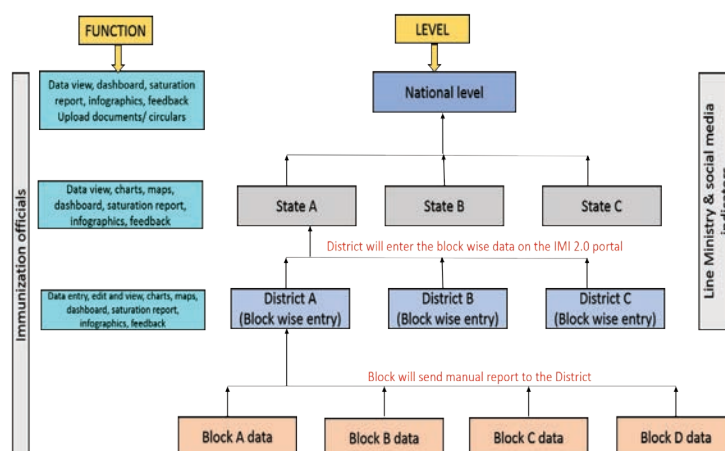 FUNCTION
LEVEL
Data view, dashboard, saturation
report, infographics, feedback
Upload documents/ circulars
National level
Immunization officials
Line Ministry & social media
indicators
Data view, charts, maps,
dashboard, saturation report,
infographics, feedback
State A
State B
State C
District will enter the block wise data on the IMI 2.0 portal
Data entry, edit and view, charts, maps,
dashboard, saturation report,
infographics, feedback
District A
(Block wise entry)
District B
(Block wise entry)
District C
(Block wise entry)
Block will send manual report to the District
Block A data
Block B data
Block C data
Block D data